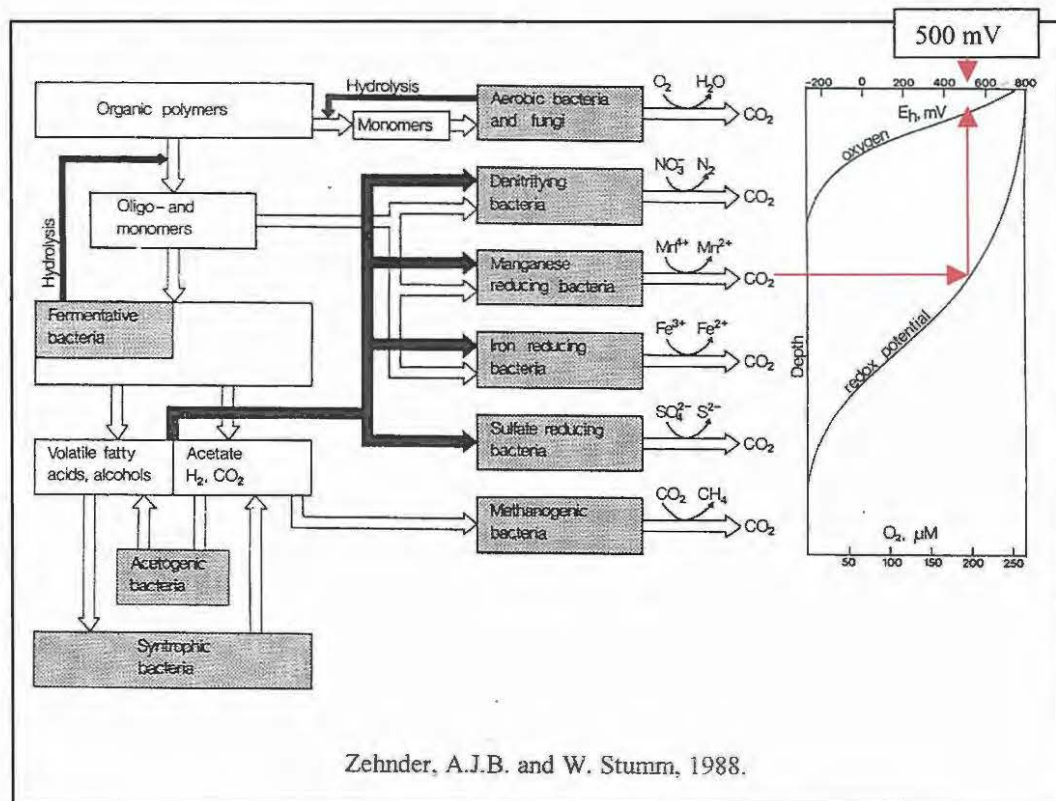 500 mV
Hydrolysis
Organic polymers
Monomers
Aerobic bacteria
and fungi
O₂ H₂O
CO₂
-200 0 200 400 600 800
Eh, mV
oxygen
Denitrifying
bacteria
NO₃⁻ N₂
CO₂
Oligo- and
monomers
Hydrolysis
Manganese
reducing bacteria
Mn⁴⁺ Mn²⁺
CO₂
Fermentative
bacteria
Iron reducing
bacteria
Fe³⁺ Fe²⁺
CO₂
Depth
redox potential
Volatile fatty
acids, alcohols
Acetate
H₂, CO₂
Sulfate reducing
bacteria
SO₄²⁻ S²⁻
CO₂
Methanogenic
bacteria
CO₂ CH₄
CO₂
O₂, µM
50 100 150 200 250
Acetogenic
bacteria
Syntrophic
bacteria
Zehnder, A.J.B. and W. Stumm, 1988.